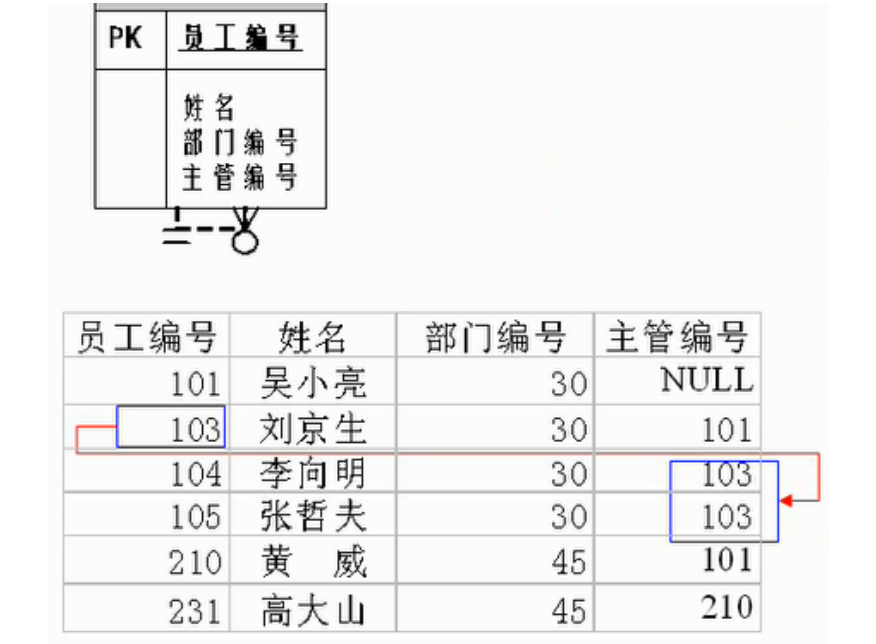 PK 员工编号
姓名
部门编号
主管编号
员工编号 姓名 部门编号 主管编号
101 吴小亮 30 NULL
103 刘京生 30 101
104 李向明 30 103
105 张哲夫 30 103
210 黄 威 45 101
231 高大山 45 210